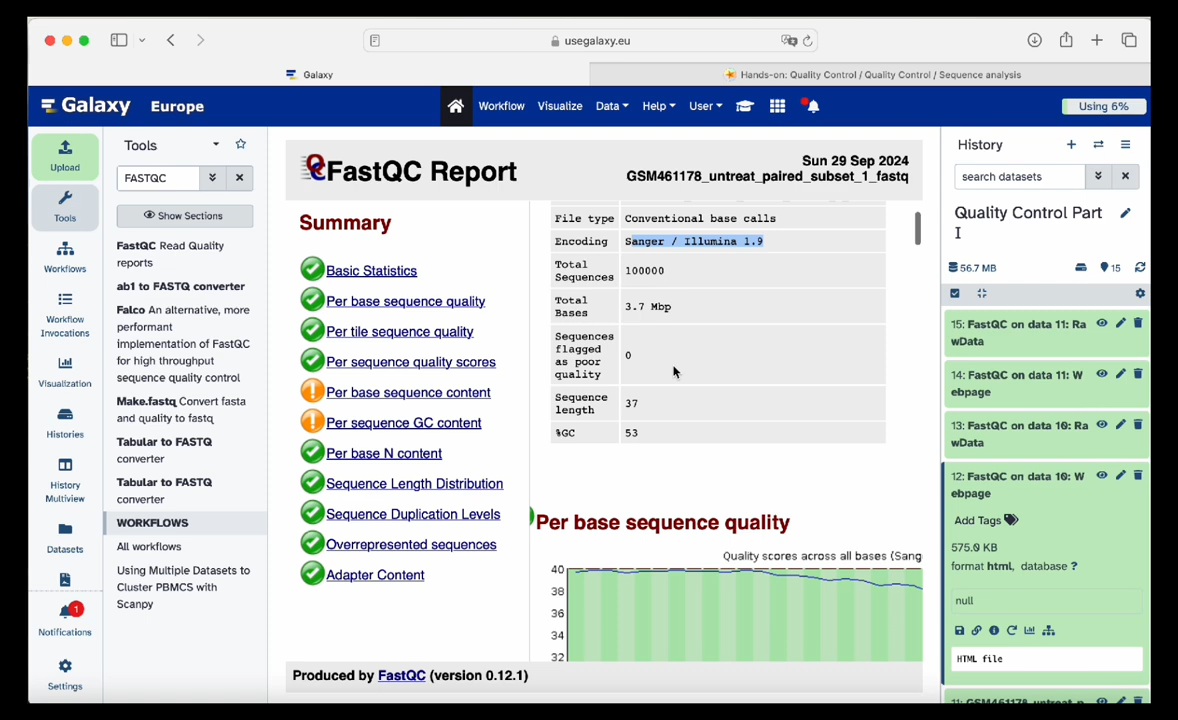 usegalaxy.eu
Galaxy
Hands-on: Quality Control / Quality Control / Sequence analysis
Galaxy Europe
Workflow Visualize Data Help User
Using 6%
Upload
Tools
Workflows
Workflow
Invocations
Visualization
Histories
History
Multiview
Datasets
1
Notifications
Settings
Tools
FASTQC
Show Sections
FastQC Read Quality
reports
ab1 to FASTQ converter
Falco An alternative, more
performant
implementation of FastQC
for high throughput
sequence quality control
Make.fastq Convert fasta
and quality to fastq
Tabular to FASTQ
converter
Tabular to FASTQ
converter
WORKFLOWS
All workflows
Using Multiple Datasets to
Cluster PBMCS with
Scanpy
FastQC Report
Sun 29 Sep 2024
GSM461178_untreat_paired_subset_1_fastq
Summary
Basic Statistics
Per base sequence quality
Per tile sequence quality
Per sequence quality scores
Per base sequence content
Per sequence GC content
Per base N content
Sequence Length Distribution
Sequence Duplication Levels
Overrepresented sequences
Adapter Content
File type Conventional base calls
Encoding Sanger / Illumina 1.9
Total
Sequences
100000
Total
Bases
3.7 Mbp
Sequences
flagged
as poor
quality
0
Sequence
length
37
%GC 53
Per base sequence quality
Quality scores across all bases (Sang
40
38
36
34
32
Produced by FastQC (version 0.12.1)
History
search datasets
Quality Control Part
I
56.7 MB
15
15: FastQC on data 11: Ra
wData
14: FastQC on data 11: W
ebpage
13: FastQC on data 10: Ra
wData
12: FastQC on data 10: W
ebpage
Add Tags
575.0 KB
format html, database ?
null
HTML file